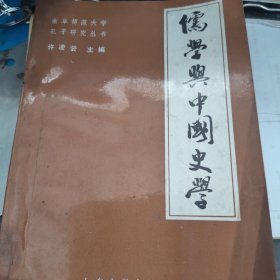 曲阜师范大学
孔子研究丛书
许凌云 主编
儒學與中國史學